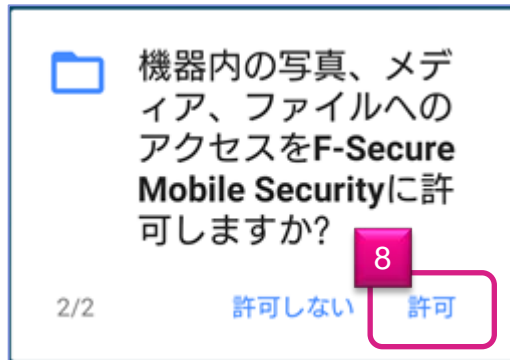 機器内の写真、メデ
ィア、ファイルへの
アクセスをF-Secure
Mobile Securityに許
可しますか?
8
2/2 許可しない 許可